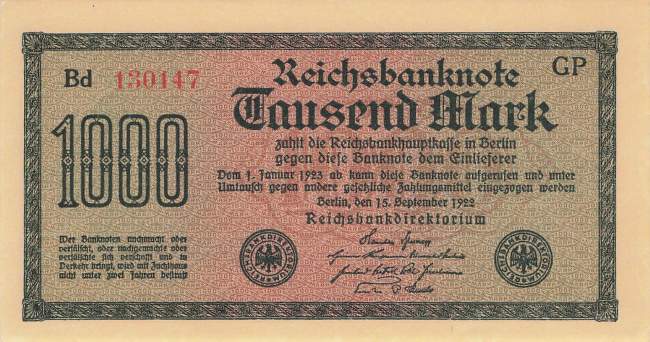 Bd 130147
GP
Reichsbanknote
Tausend Mark
1000
zahlt die Reichsbankhauptkasse in Berlin
gegen diese Banknote dem Einlieferer
Vom 1. Januar 1923 ab kann diese Banknote aufgerufen und unter
Umtausch gegen andere gesetzliche Zahlungsmittel eingezogen werden
Berlin, den 15. September 1922
Reichsbankdirektorium
Wer Banknoten nachmacht oder
verfälscht, oder nachgemachte oder
verfälschte sich verschafft und in
Verkehr bringt, wird mit Zuchthaus
nicht unter zwei Jahren bestraft
REICHSBANKDIREKTORIUM
REICHSBANKDIREKTORIUM